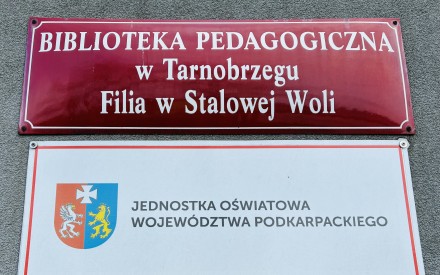 BIBLIOTEKA PEDAGOGICZNA
w Tarnobrzegu
Filia w Stalowej Woli
JEDNOSTKA OŚWIATOWA
WOJEWÓDZTWA PODKARPACKIEGO